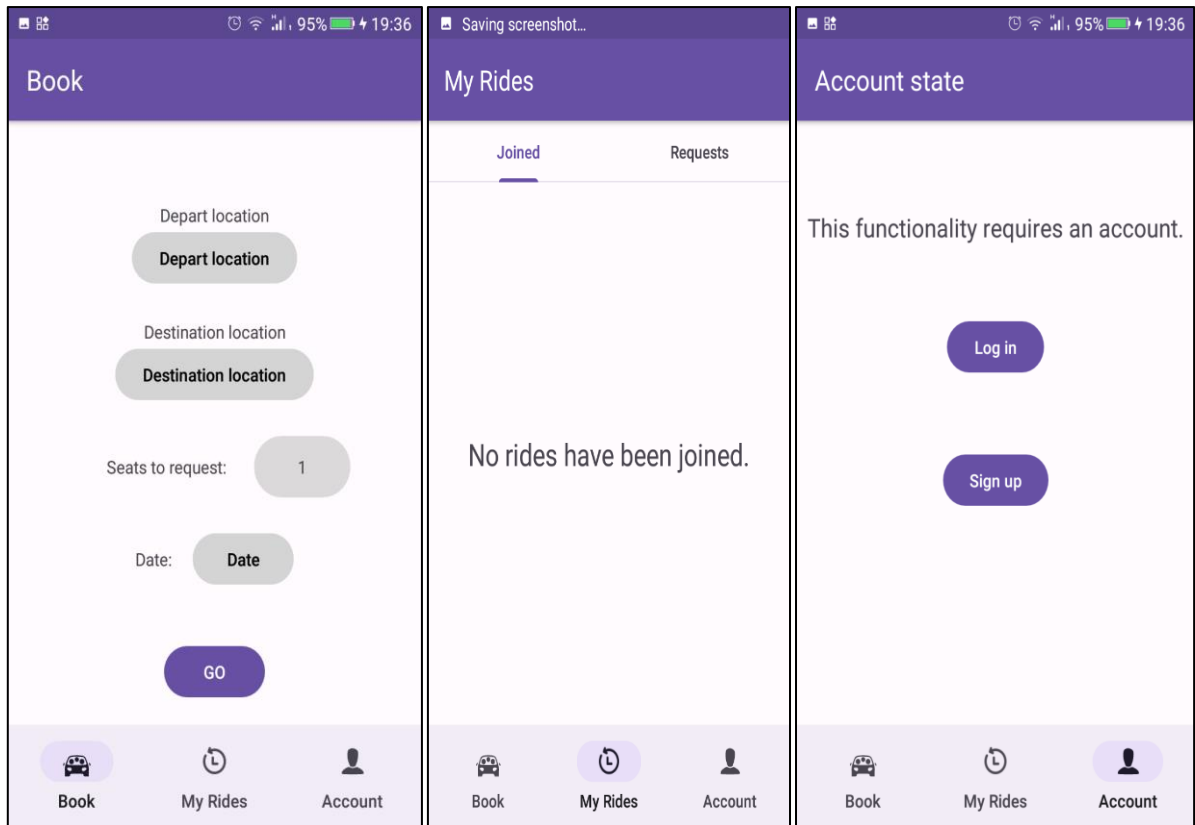 95% 19:36
Book
Depart location
Depart location
Destination location
Destination location
Seats to request: 1
Date: Date
GO
Book My Rides Account
Saving screenshot...
My Rides
Joined Requests
No rides have been joined.
Book My Rides Account
95% 19:36
Account state
This functionality requires an account.
Log in
Sign up
Book My Rides Account